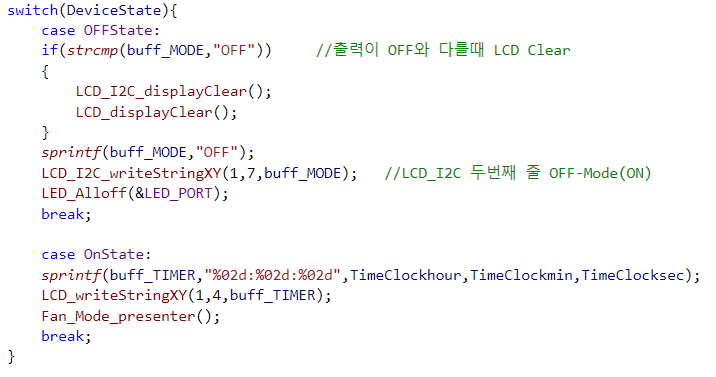 switch(DeviceState){
    case OFFState:
    if(strcmp(buff_MODE,"OFF"))     //출력이 OFF와 다를때 LCD Clear
    {
        LCD_I2C_displayClear();
        LCD_displayClear();
    }
    sprintf(buff_MODE,"OFF");
    LCD_I2C_writeStringXY(1,7,buff_MODE);   //LCD_I2C 두번째 줄 OFF-Mode(ON)
    LED_Alloff(&LED_PORT);
    break;

    case OnState:
    sprintf(buff_TIMER,"%02d:%02d:%02d",TimeClockhour,TimeClockmin,TimeClocksec);
    LCD_writeStringXY(1,4,buff_TIMER);
    Fan_Mode_presenter();
    break;
}